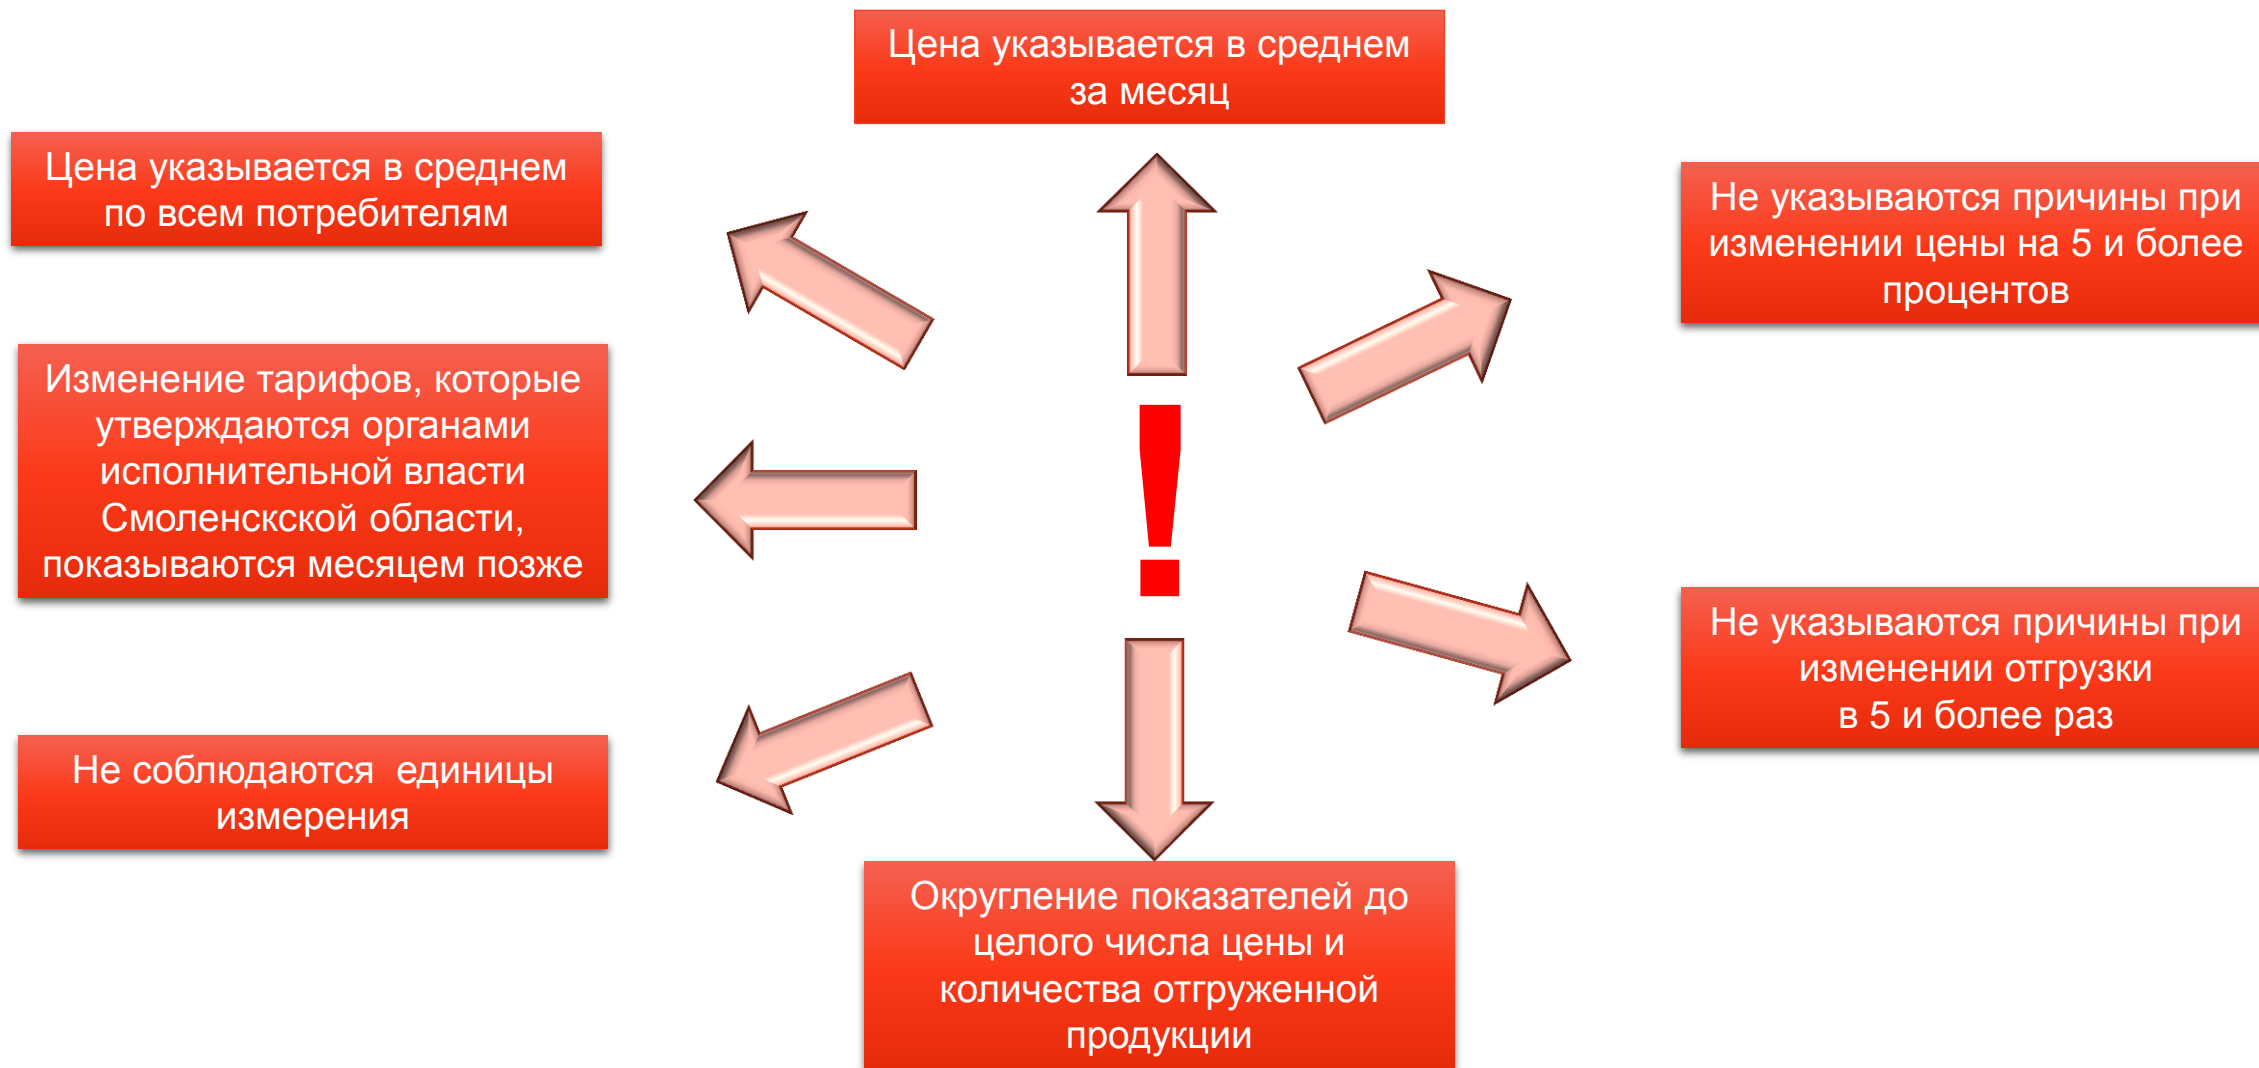 Цена указывается в среднем
за месяц
Цена указывается в среднем
по всем потребителям
Не указываются причины при
изменении цены на 5 и более
процентов
Изменение тарифов, которые
утверждаются органами
исполнительной власти
Смоленскской области,
показываются месяцем позже
!
Не указываются причины при
изменении отгрузки
в 5 и более раз
Не соблюдаются  единицы
измерения
Округление показателей до
целого числа цены и
количества отгруженной
продукции